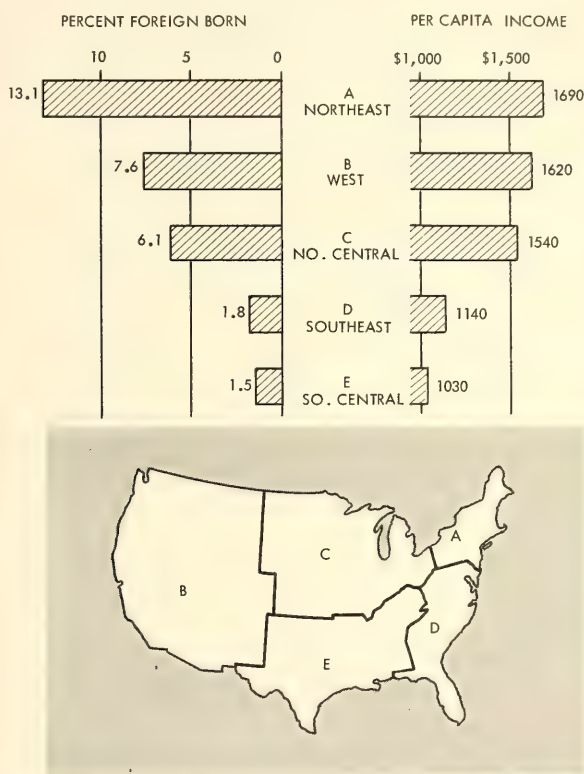 PERCENT FOREIGN BORN
PER CAPITA INCOME
10 5 0
$1,000 $1,500
13.1
A
NORTHEAST
1690
7.6
B
WEST
1620
6.1
C
NO. CENTRAL
1540
1.8
D
SOUTHEAST
1140
1.5
E
SO. CENTRAL
1030
A
B
C
D
E